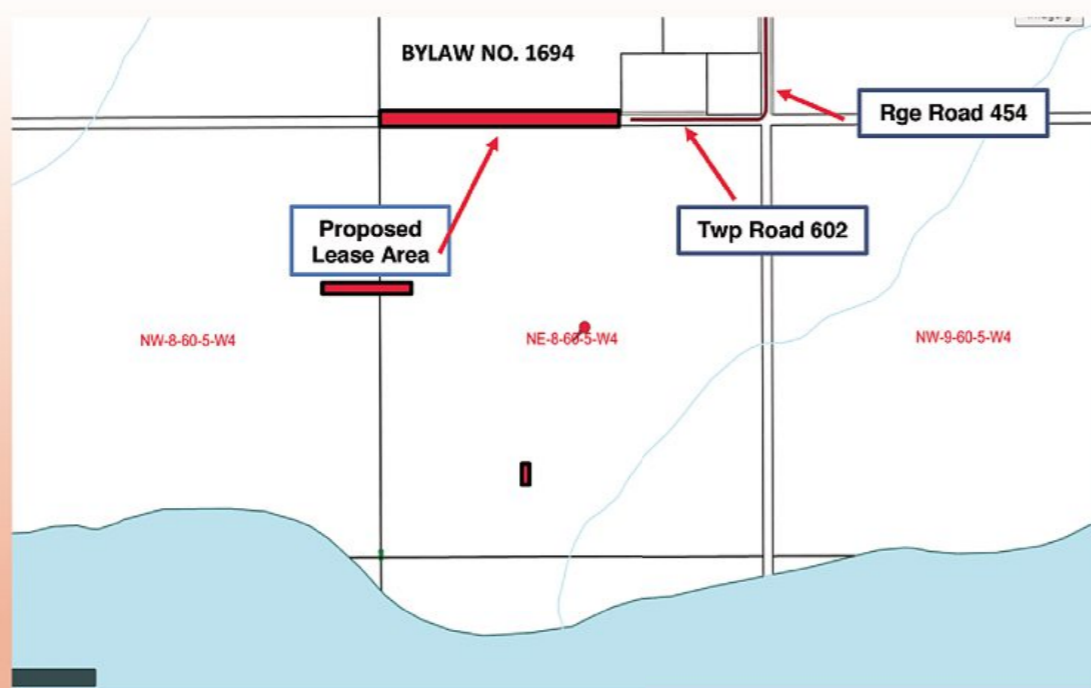 BYLAW NO. 1694
Rge Road 454
Proposed
Lease Area
Twp Road 602
NW-8-60-5-W4
NE-8-60-5-W4
NW-9-60-5-W4